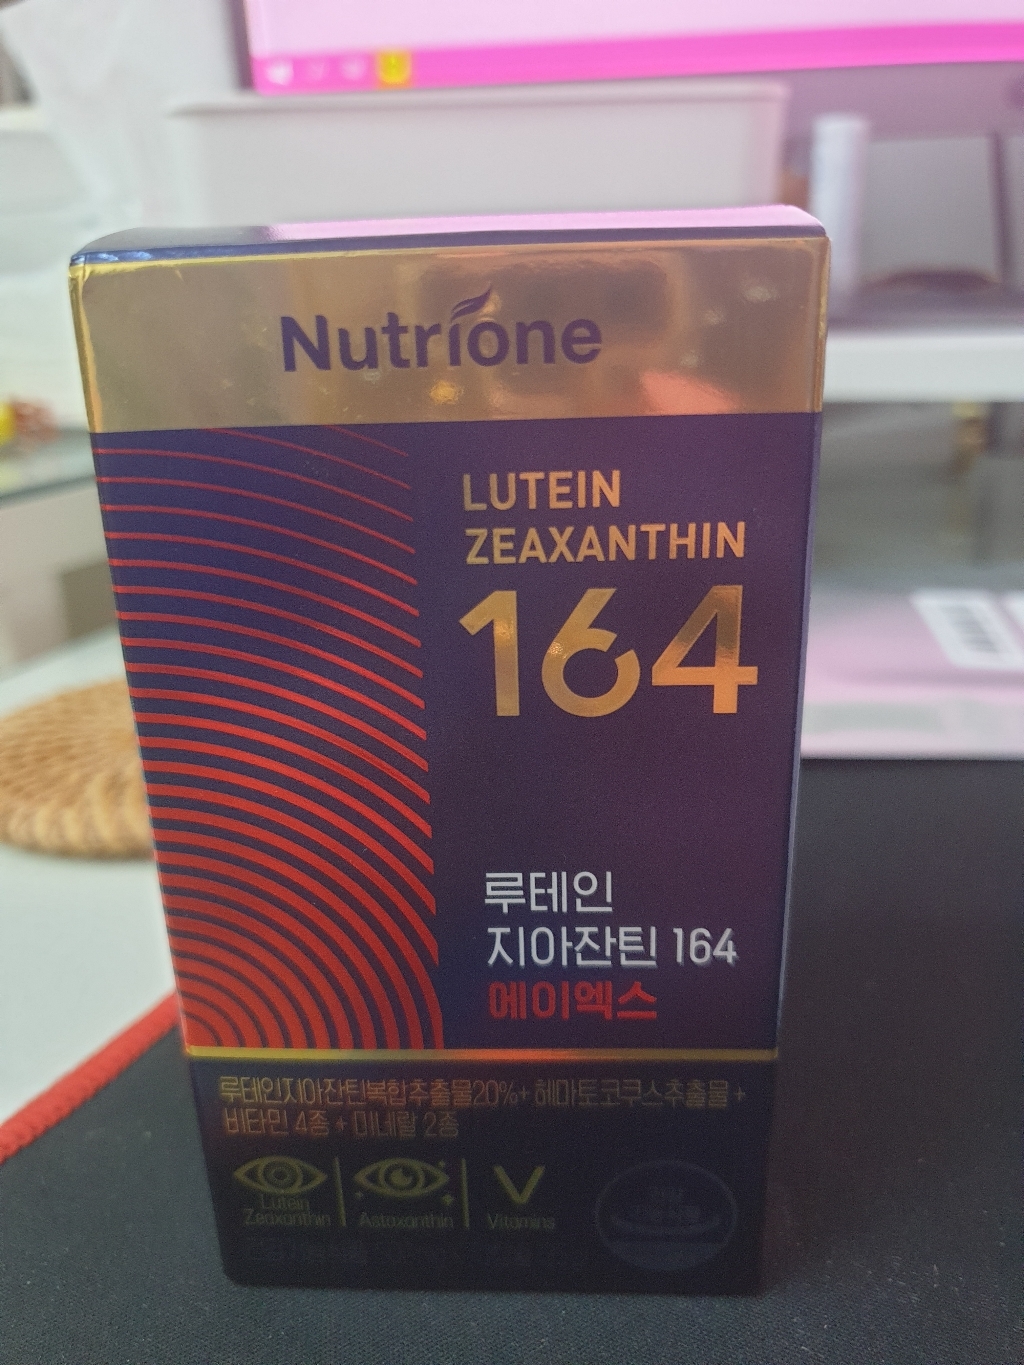 Nutrione
LUTEIN
ZEAXANTHIN
164
루테인
지아잔틴 164
에이엑스
루테인지아잔틴복합추출물20%+ 헤마토코쿠스추출물 +
비타민 4종 + 미네랄 2종
Lutein
Zeaxanthin
Astaxanthin
V
Vitamins